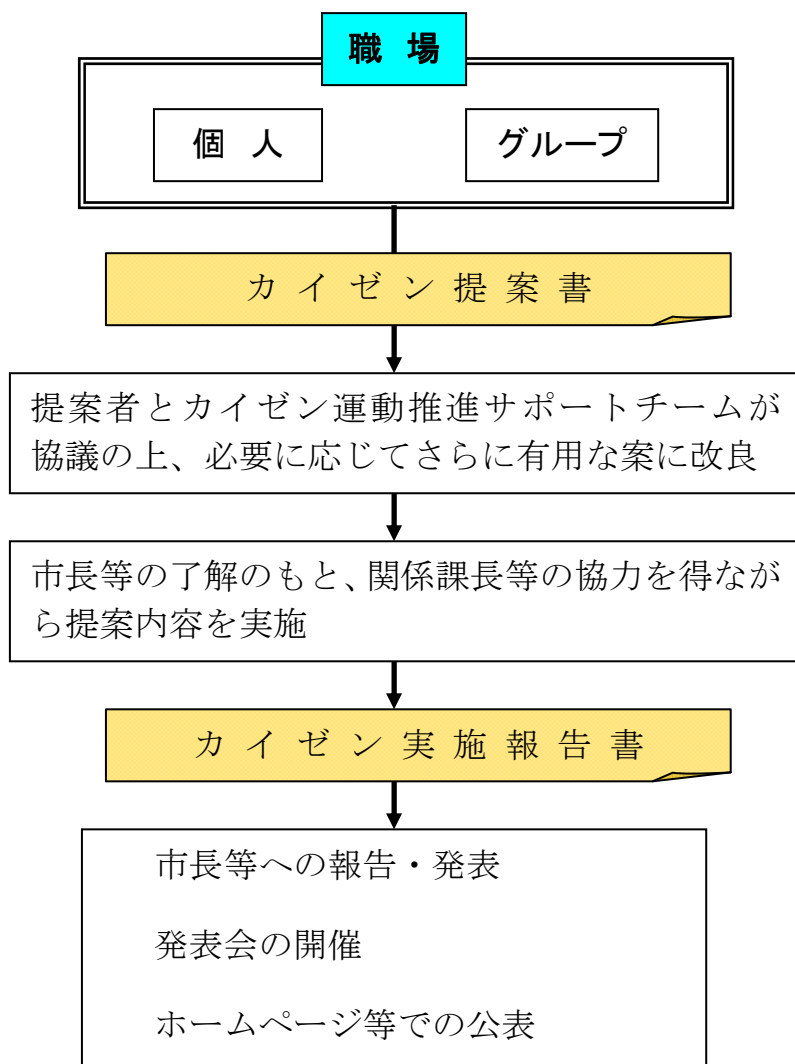 職 場
個 人
グループ
カ イ ゼ ン 提 案 書
提案者とカイゼン運動推進サポートチームが
協議の上、必要に応じてさらに有用な案に改良
市長等の了解のもと、関係課長等の協力を得なが
ら提案内容を実施
カ イ ゼ ン 実 施 報 告 書
市長等への報告・発表
発表会の開催
ホームページ等での公表